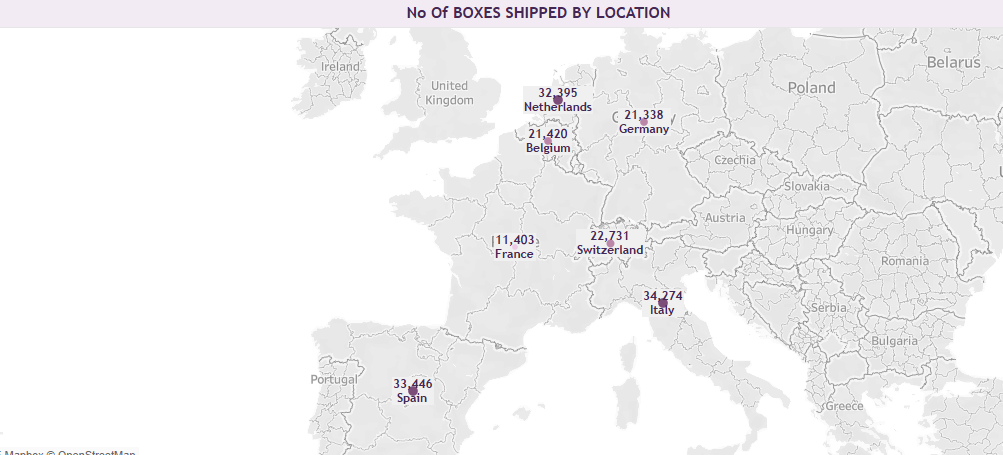 No Of BOXES SHIPPED BY LOCATION
Ireland
United
Kingdom
Belarus
Poland
32,395
Netherlands
21,338
Germany
21,420
Belgium
Czechia
Slovakia
Austria
Hungary
11,403
France
22,731
Switzerland
Romania
34,274
Italy
Serbia
Bulgaria
Portugal
33,446
Spain
Greece
Mapbox © OpenStreetMap